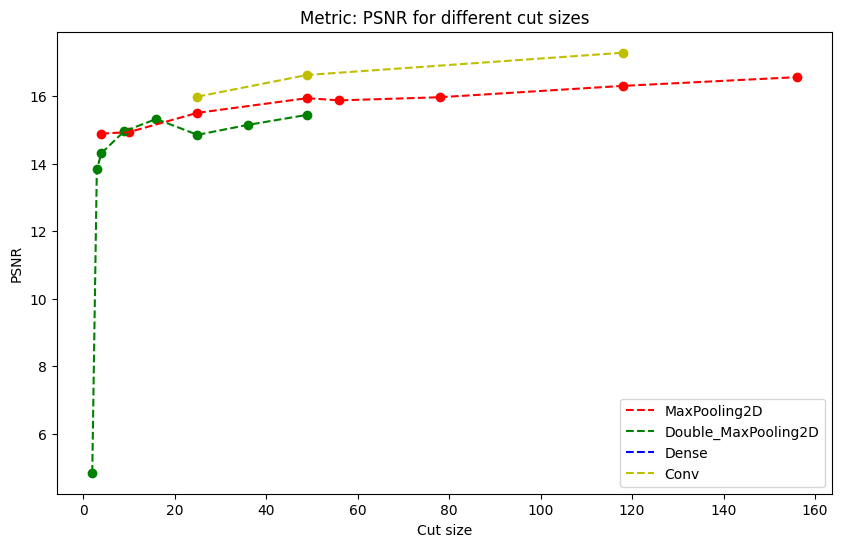 Metric: PSNR for different cut sizes
PSNR
16
14
12
10
8
6
0 20 40 60 80 100 120 140 160
Cut size
MaxPooling2D
Double_MaxPooling2D
Dense
Conv